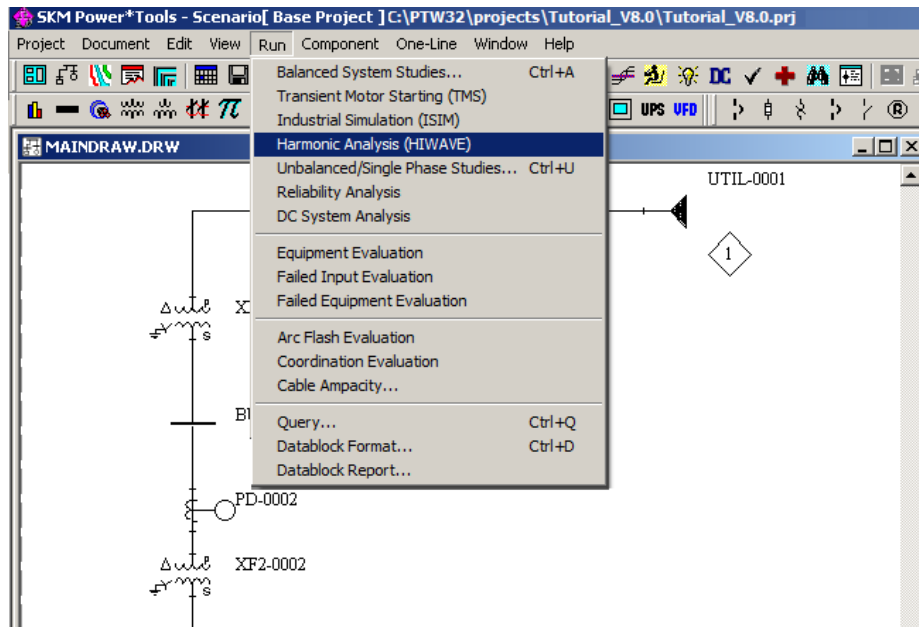 SKM Power*Tools - Scenario[ Base Project ] C:\PTW32\projects\Tutorial_V8.0\Tutorial_V8.0.prj
Project Document Edit View Run Component One-Line Window Help
DC
UPS VFD
®
MAINDRAW.DRW
Balanced System Studies... Ctrl+A
Transient Motor Starting (TMS)
Industrial Simulation (ISIM)
Harmonic Analysis (HIWAVE)
Unbalanced/Single Phase Studies... Ctrl+U
Reliability Analysis
DC System Analysis
Equipment Evaluation
Failed Input Evaluation
Failed Equipment Evaluation
Arc Flash Evaluation
Coordination Evaluation
Cable Ampacity...
Query... Ctrl+Q
Datablock Format... Ctrl+D
Datablock Report...
UTIL-0001
1
S
PD-0002
XF2-0002
S